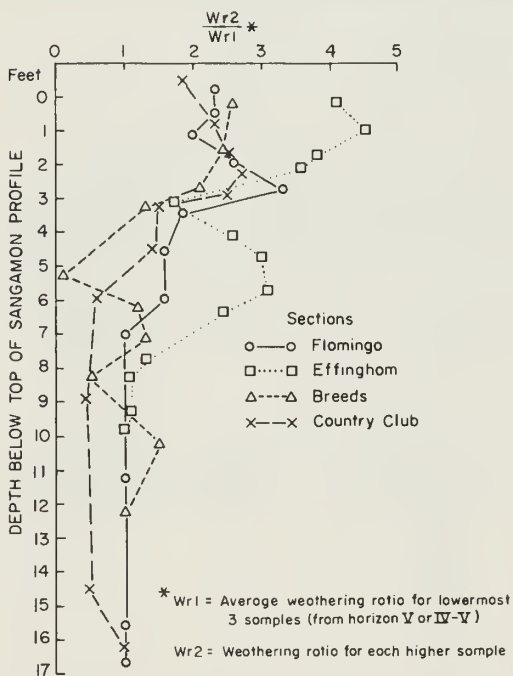 Wr2
Wr1 *
Feet 0 1 2 3 4 5
0
1
2
3
4
5
6
7
8
9
10
11
12
13
14
15
16
17
DEPTH BELOW TOP OF SANGAMON PROFILE
Sections
Flomingo
Effinghom
Breeds
Country Club
* Wr1 = Averoge weothering rotio for lowermost
3 somples (from horizon V or IV-V)
Wr2 = Weothering rotio for eoch higher somple